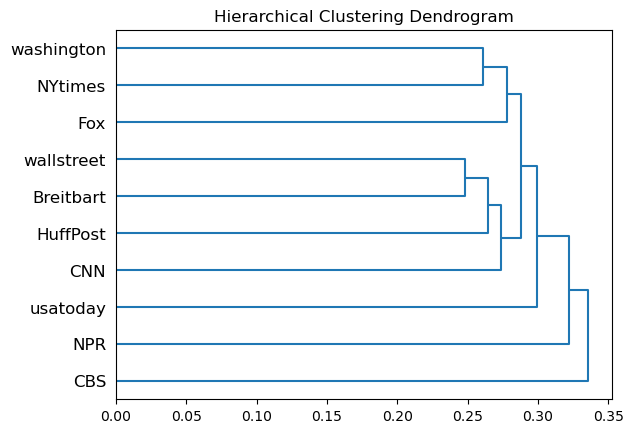 Hierarchical Clustering Dendrogram
washington
NYtimes
Fox
wallstreet
Breitbart
HuffPost
CNN
usatoday
NPR
CBS
0.00 0.05 0.10 0.15 0.20 0.25 0.30 0.35